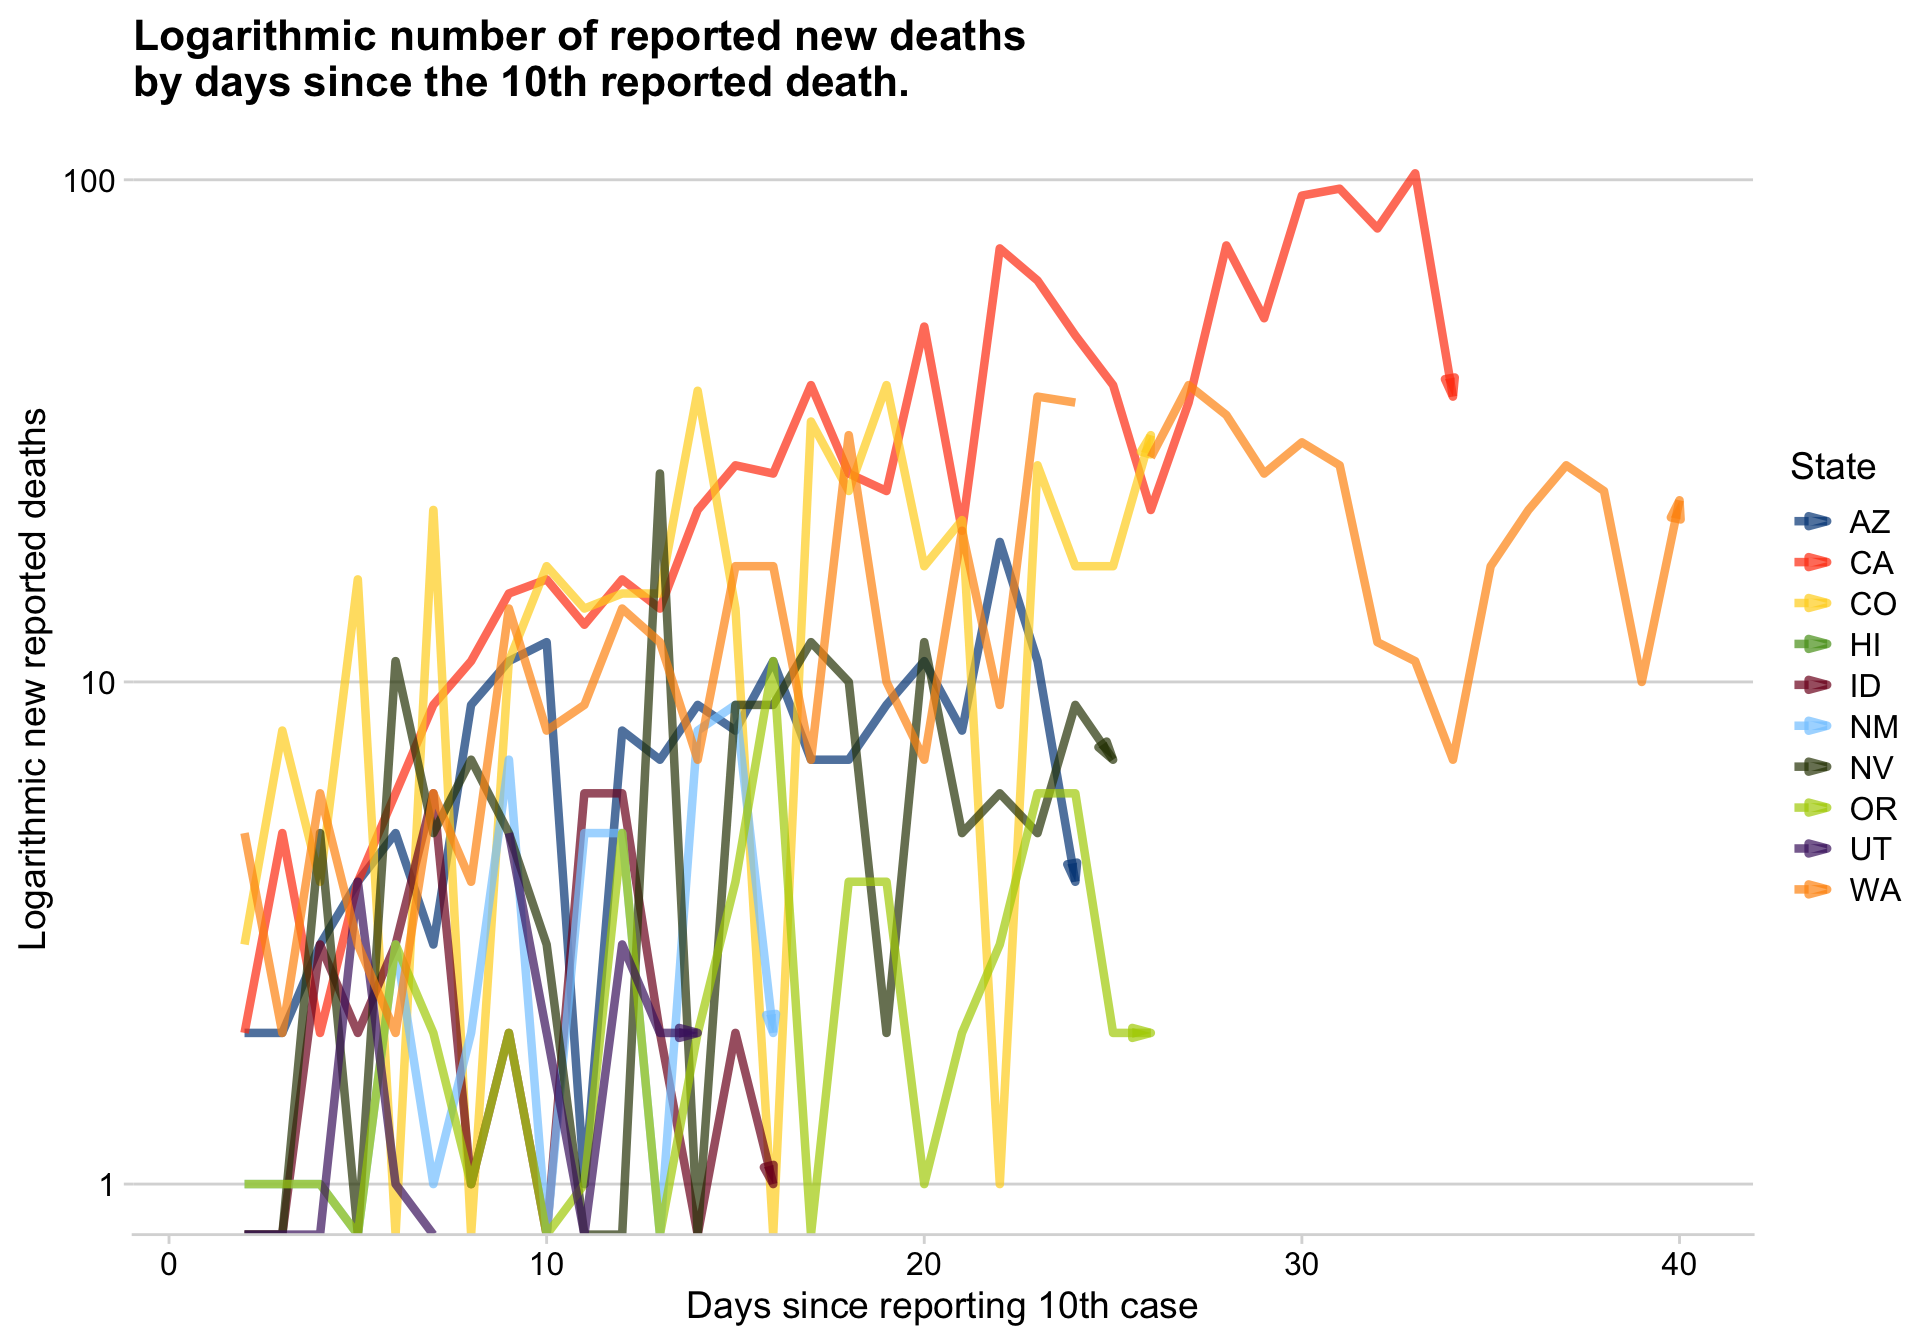 Logarithmic number of reported new deaths
by days since the 10th reported death.
Logarithmic new reported deaths
100
10
1
0
10
20
30
40
Days since reporting 10th case
State
AZ
CA
CO
HI
ID
NM
NV
OR
UT
WA